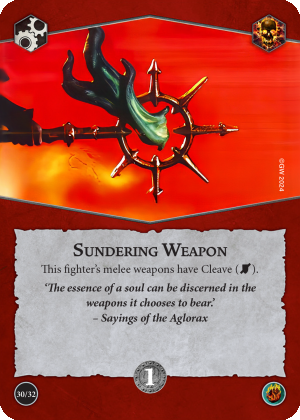 ©GW 2024
SUNDERING WEAPON
This fighter's melee weapons have Cleave ( ).
'The essence of a soul can be discerned in the
weapons it chooses to bear.'
– Sayings of the Aglorax
1
30/32